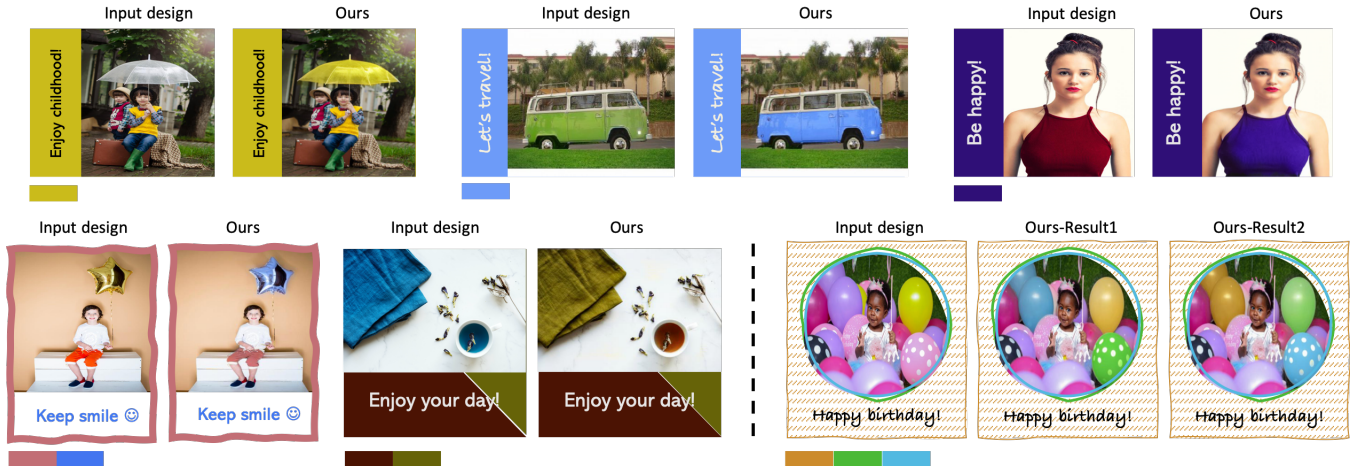 Input design
Ours
Input design
Ours
Input design
Ours
Enjoy childhood!
Enjoy childhood!
Let's travel!
Let's travel!
Be happy!
Be happy!
Input design
Ours
Input design
Ours
Input design
Ours-Result1
Ours-Result2
Keep smile ☺
Keep smile ☺
Enjoy your day!
Enjoy your day!
Happy birthday!
Happy birthday!
Happy birthday!